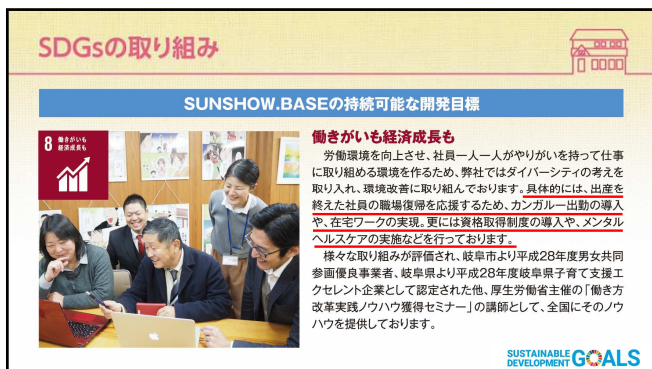 SDGsの取り組み
SUNSHOW.BASEの持続可能な開発目標
8 働きがいも
経済成長も
働きがいも経済成長も
労働環境を向上させ、社員一人一人がやりがいを持って仕事
に取り組める環境を作るため、弊社ではダイバーシティの考えを
取り入れ、環境改善に取り組んでおります。具体的には、出産を
終えた社員の職場復帰を応援するため、カンガルー出勤の導入
や、在宅ワークの実現。更には資格取得制度の導入や、メンタル
ヘルスケアの実施などを行っております。
様々な取り組みが評価され、岐阜市より平成28年度男女共同
参画優良事業者、岐阜県より平成28年度岐阜県子育て支援エ
クセレント企業として認定された他、厚生労働省主催の「働き方
改革実践ノウハウ獲得セミナー」の講師として、全国にそのノウ
ハウを提供しております。
SUSTAINABLE
DEVELOPMENT GOALS